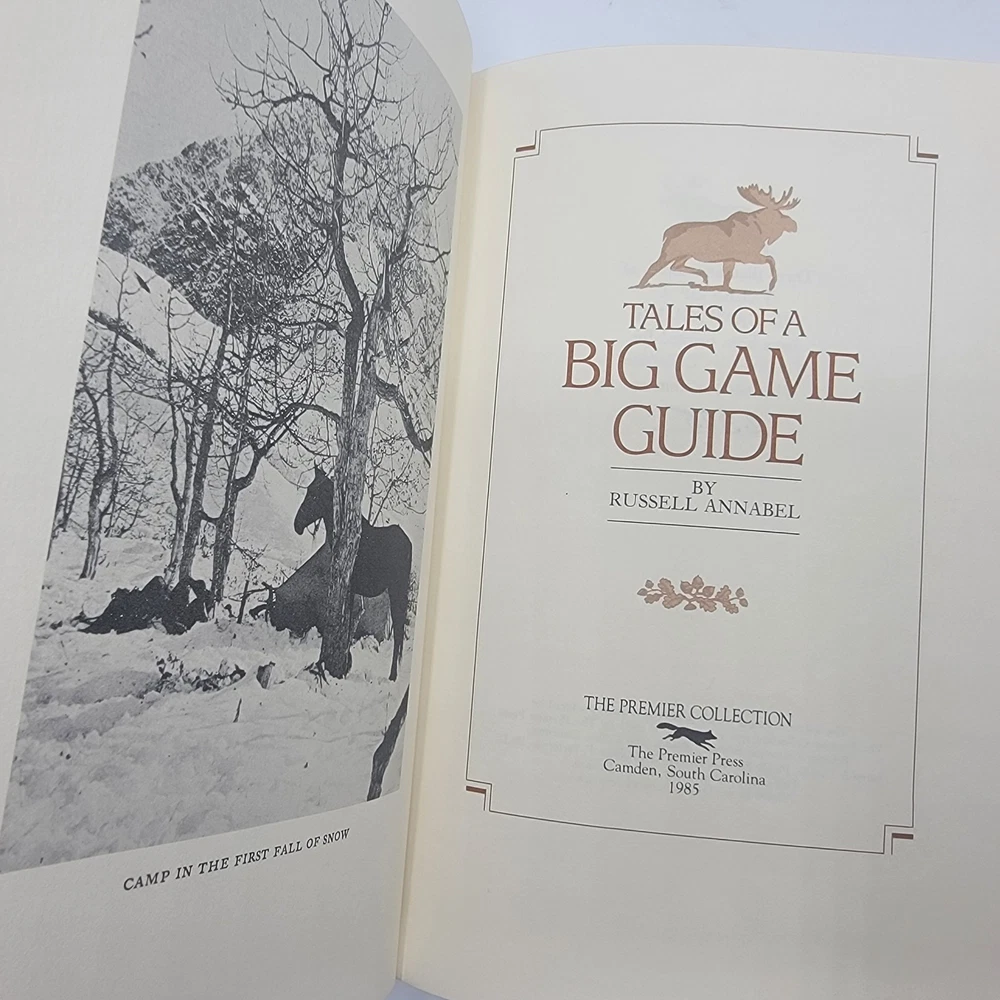 CAMP IN THE FIRST FALL OF SNOW
TALES OF A
BIG GAME
GUIDE
BY
RUSSELL ANNABEL
THE PREMIER COLLECTION
The Premier Press
Camden, South Carolina
1985